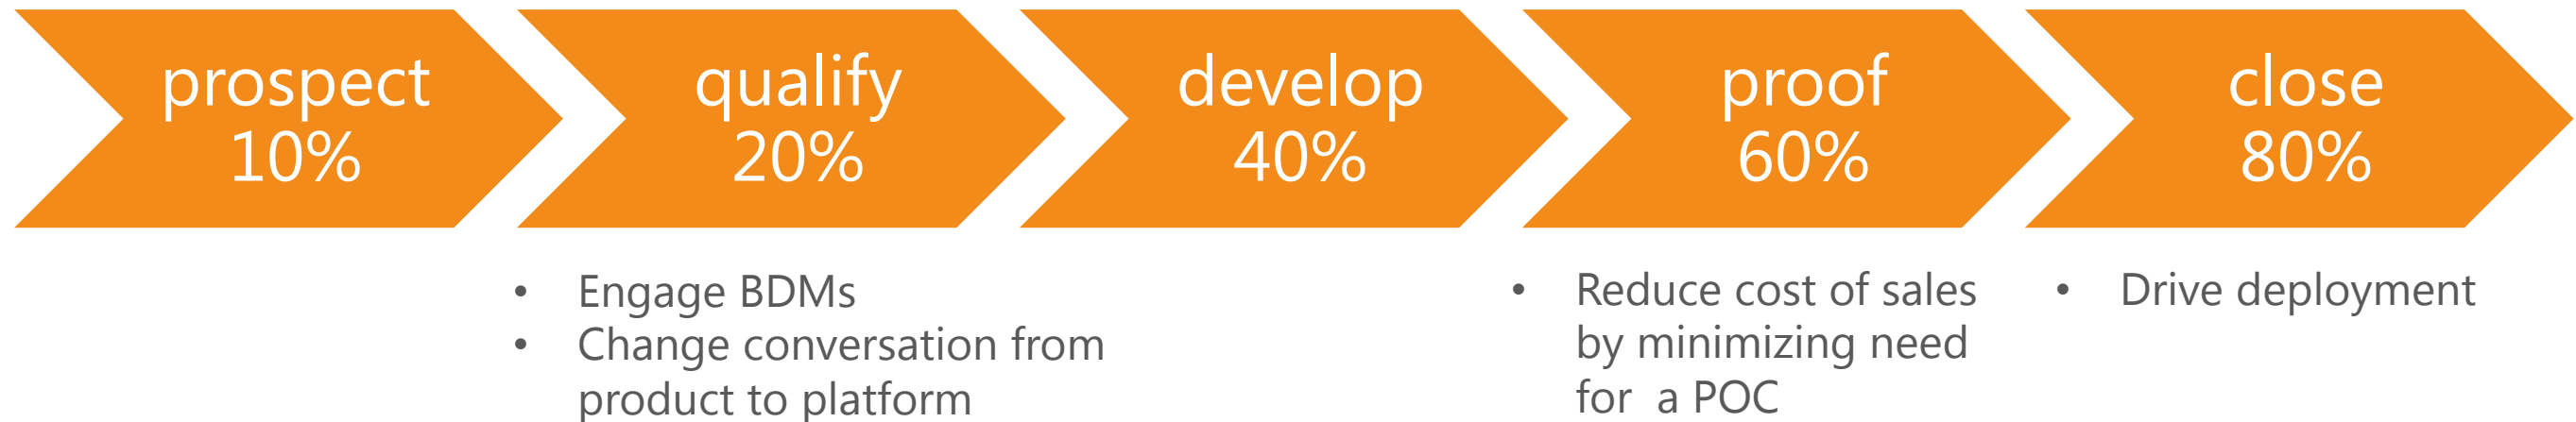 prospect
10%
qualify
20%
develop
40%
proof
60%
close
80%
• Engage BDMs
• Change conversation from
product to platform
• Reduce cost of sales
by minimizing need
for  a POC
• Drive deployment